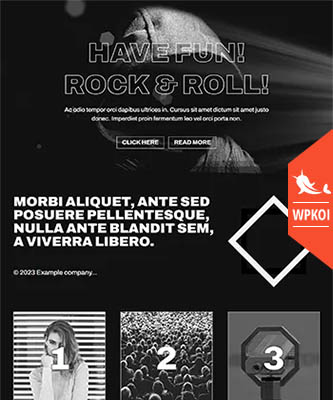 HAVE FUN!
ROCK & ROLL!
Ac odio tempor orci dapibus ultrices in. Cursus sit amet dictum sit amet justo
donec. Imperdiet proin fermentum leo vel orci porta non.
CLICK HERE READ MORE
MORBI ALIQUET, ANTE SED
POSUERE PELLENTESQUE,
NULLA ANTE BLANDIT SEM,
A VIVERRA LIBERO.
WPKOI
© 2023 Example company...
1 2 3